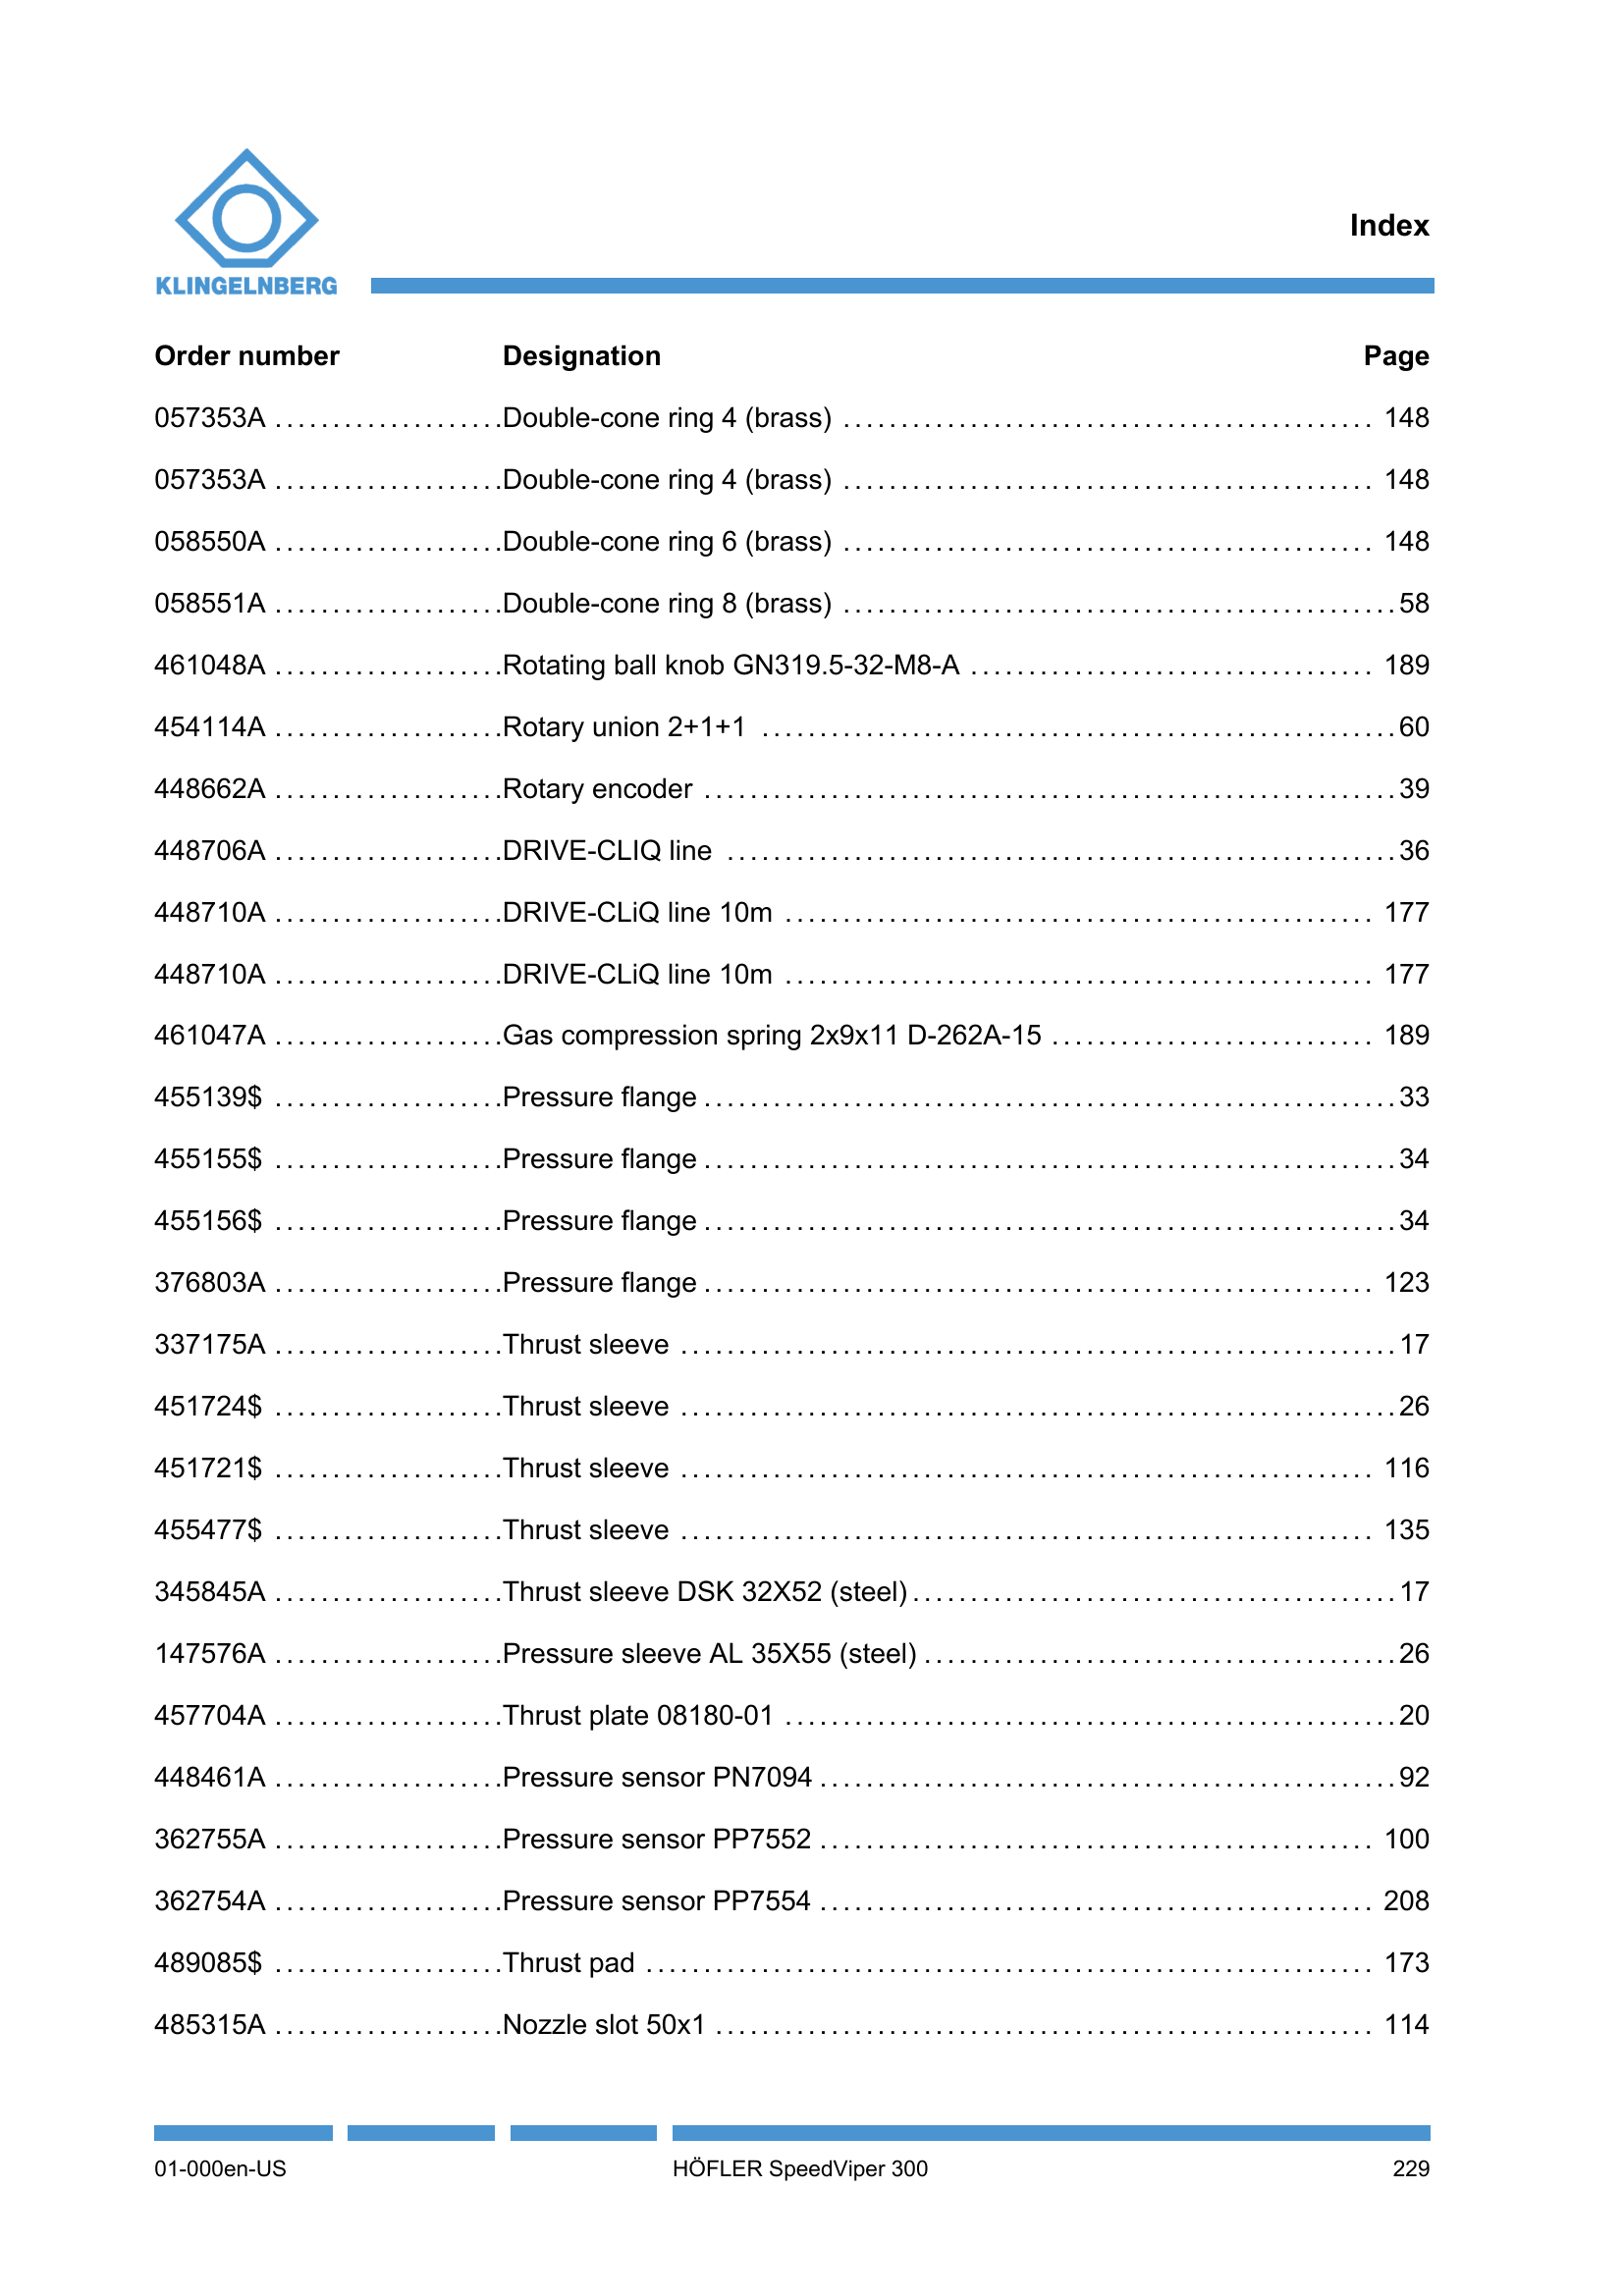 KLINGELNBERG
Index
Order number Designation Page
057353A ....................Double-cone ring 4 (brass) .............................................. 148
057353A ....................Double-cone ring 4 (brass) .............................................. 148
058550A ....................Double-cone ring 6 (brass) .............................................. 148
058551A ....................Double-cone ring 8 (brass) ................................................58
461048A ....................Rotating ball knob GN319.5-32-M8-A ................................... 189
454114A ....................Rotary union 2+1+1 .......................................................60
448662A ....................Rotary encoder ............................................................39
448706A ....................DRIVE-CLIQ line ..........................................................36
448710A ....................DRIVE-CLiQ line 10m ................................................... 177
448710A ....................DRIVE-CLiQ line 10m ................................................... 177
461047A ....................Gas compression spring 2x9x11 D-262A-15 ............................ 189
455139$ ....................Pressure flange ............................................................33
455155$ ....................Pressure flange ............................................................34
455156$ ....................Pressure flange ............................................................34
376803A ....................Pressure flange .......................................................... 123
337175A ....................Thrust sleeve ..............................................................17
451724$ ....................Thrust sleeve ..............................................................26
451721$ ....................Thrust sleeve ............................................................ 116
455477$ ....................Thrust sleeve ............................................................ 135
345845A ....................Thrust sleeve DSK 32X52 (steel) ..........................................17
147576A ....................Pressure sleeve AL 35X55 (steel) .........................................26
457704A ....................Thrust plate 08180-01 .....................................................20
448461A ....................Pressure sensor PN7094 ..................................................92
362755A ....................Pressure sensor PP7552 ................................................ 100
362754A ....................Pressure sensor PP7554 ................................................ 208
489085$ ....................Thrust pad ............................................................... 173
485315A ....................Nozzle slot 50x1 ......................................................... 114
01-000en-US HÖFLER SpeedViper 300 229